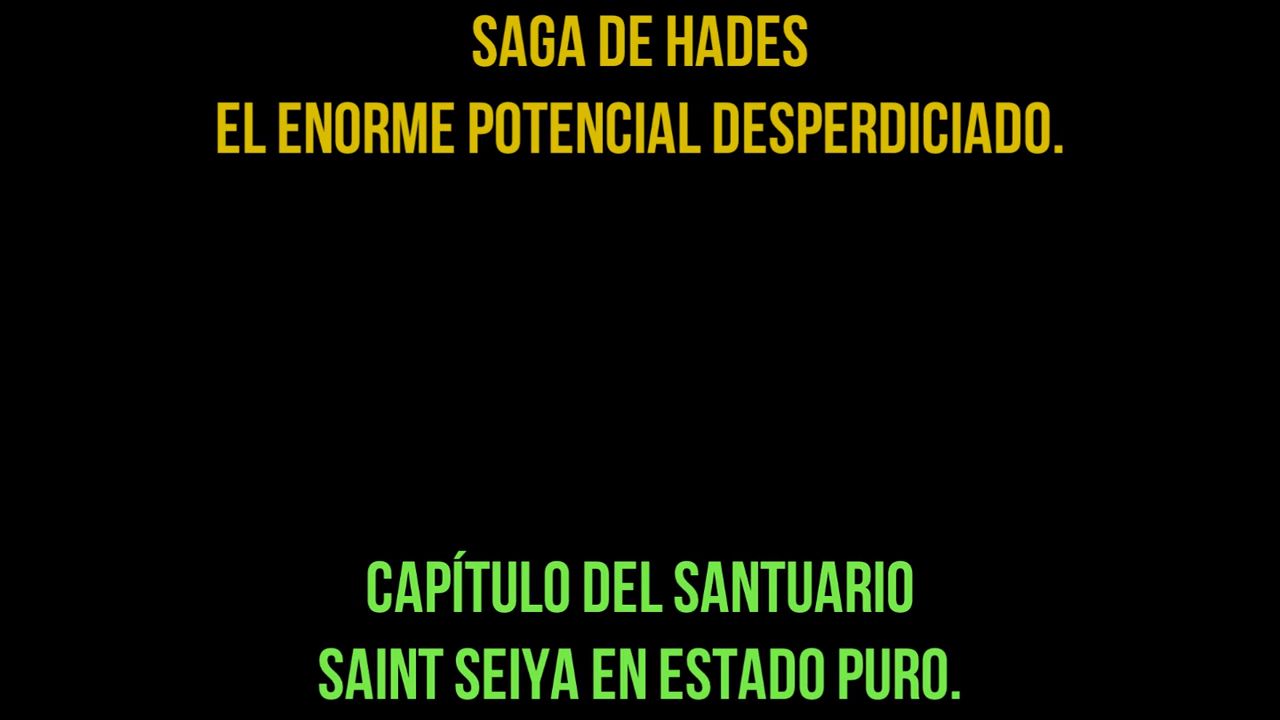 SAGA DE HADES
EL ENORME POTENCIAL DESPERDICIADO.
CAPÍTULO DEL SANTUARIO
SAINT SEIYA EN ESTADO PURO.